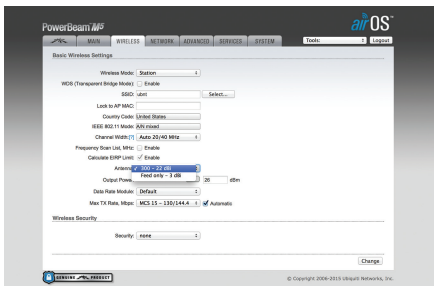 PowerBeam™M5
airOS™
MAIN WIRELESS NETWORK ADVANCED SERVICES SYSTEM Tools: Logout
Basic Wireless Settings
Wireless Mode: Station
WDS (Transparent Bridge Mode): Enable
SSID: ubnt Select...
Lock to AP MAC:
Country Code: United States
IEEE 802.11 Mode: A/N mixed
Channel Width:[?] Auto 20/40 MHz
Frequency Scan List, MHz: Enable
Calculate EIRP Limit: ✓ Enable
Antenna: ✓ 300 - 22 dBi
Feed only - 3 dBi
Output Power: 26 dBm
Data Rate Module: Default
Max TX Rate, Mbps: MCS 15 - 130/144.4 Automatic
Wireless Security
Security: none
Change
GENUINE PRODUCT
© Copyright 2006-2015 Ubiquiti Networks, Inc.